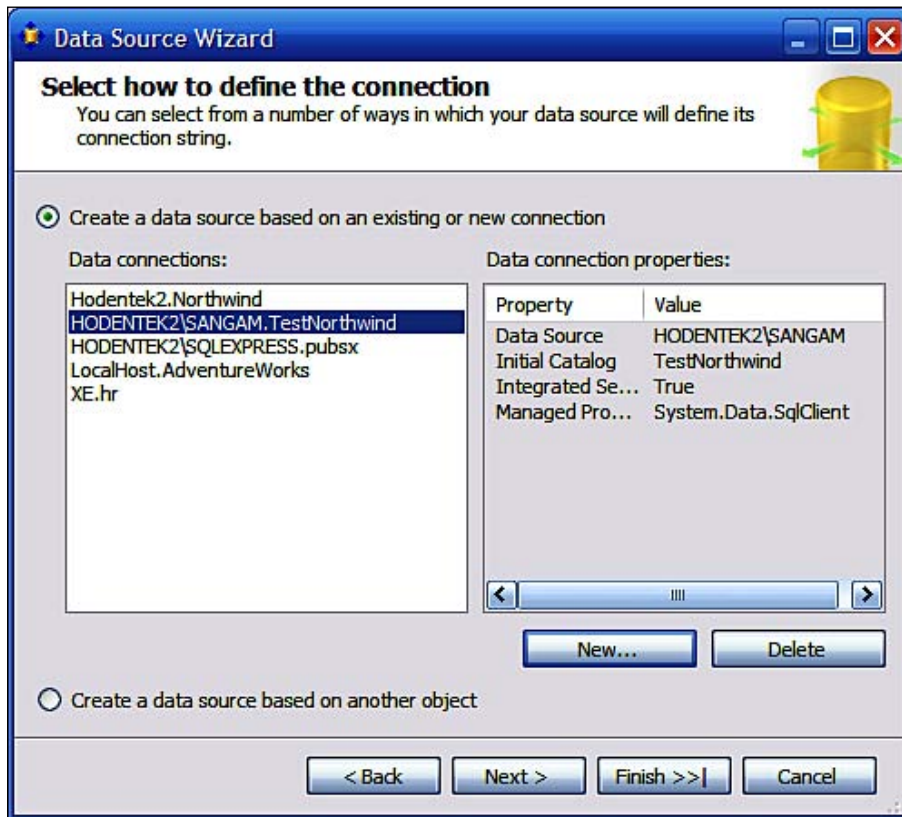 Data Source Wizard
Select how to define the connection
You can select from a number of ways in which your data source will define its
connection string.
Create a data source based on an existing or new connection
Data connections:
Hodentek2.Northwind
HODENTEK2\SANGAM.TestNorthwind
HODENTEK2\SQLEXPRESS.pubsx
LocalHost.AdventureWorks
XE.hr
Data connection properties:
Property Value
Data Source HODENTEK2\SANGAM
Initial Catalog TestNorthwind
Integrated Se... True
Managed Pro... System.Data.SqlClient
New... Delete
Create a data source based on another object
< Back Next > Finish >>| Cancel